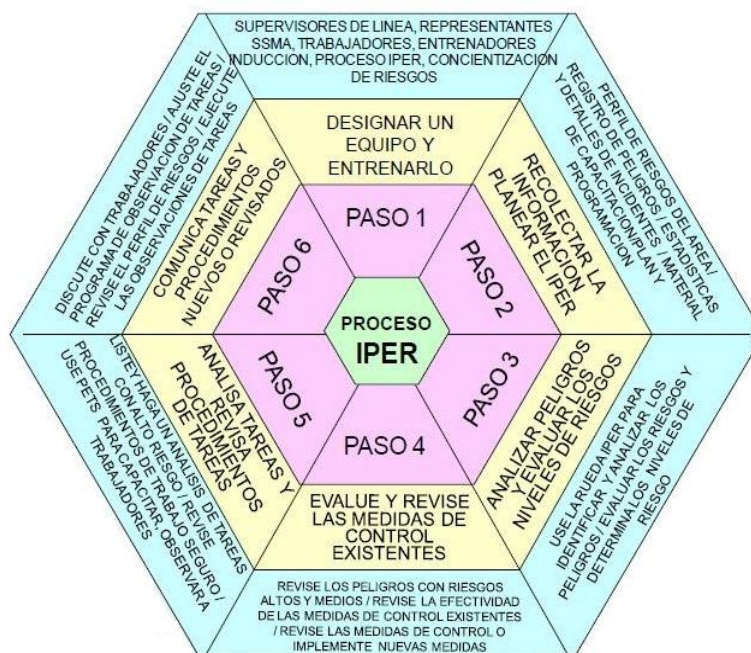 SUPERVISORES DE LINEA, REPRESENTANTES
SSMA, TRABAJADORES, ENTRENADORES
INDUCCION, PROCESO IPER, CONCIENTIZACION
DE RIESGOS
DESIGNAR UN
EQUIPO Y
ENTRENARLO
PASO 1
PERFIL DE RIESGOS DEL AREA /
REGISTRO DE PELIGROS / ESTADISTICAS
Y DETALLES DE INCIDENTES / MATERIAL
DE CAPACITACION/PLAN Y
PROGRAMACION
RECOLECTAR LA
INFORMACION
PLANEAR EL IPER
PASO 2
PROCESO
IPER
PASO 3
ANALIZAR PELIGROS
Y EVALUAR LOS
NIVELES DE RIESGOS
USE LA RUEDA IPER PARA
IDENTIFICAR Y ANALIZAR LOS
PELIGROS / EVALUAR LOS RIESGOS Y
DETERMINA LOS NIVELES DE
RIESGO
PASO 4
EVALUE Y REVISE
LAS MEDIDAS DE
CONTROL
EXISTENTES
REVISE LOS PELIGROS CON RIESGOS
ALTOS Y MEDIOS / REVISE LA EFECTIVIDAD
DE LAS MEDIDAS DE CONTROL EXISTENTES
/ REVISE LAS MEDIDAS DE CONTROL O
IMPLEMENTE NUEVAS MEDIDAS
PASO 5
ANALISA TAREAS Y
REVISA
PROCEDIMIENTOS
DE TAREAS
LISTE Y HAGA UN ANALISIS DE TAREAS
CON ALTO RIESGO / REVISE
PROCEDIMIENTOS DE TRABAJO SEGURO /
USE PETS PARA CAPACITAR, OBSERVAR A
TRABAJADORES
PASO 6
COMUNICA TAREAS Y
PROCEDIMIENTOS
NUEVOS O REVISADOS
DISCUTE CON TRABAJADORES / AJUSTE EL
PROGRAMA DE OBSERVACION DE TAREAS /
REVISE EL PERFIL DE RIESGOS / EJECUTE
LAS OBSERVACIONES DE TAREAS